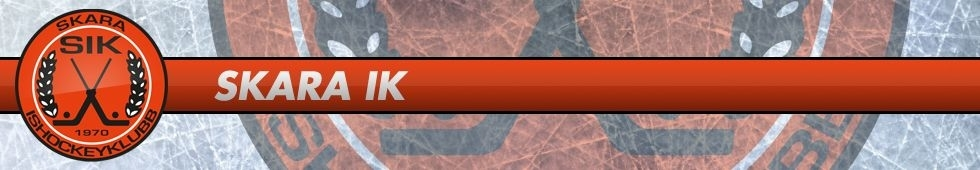 SKARA
SIK
1970
ISHOCKEYKLUBB
SKARA IK